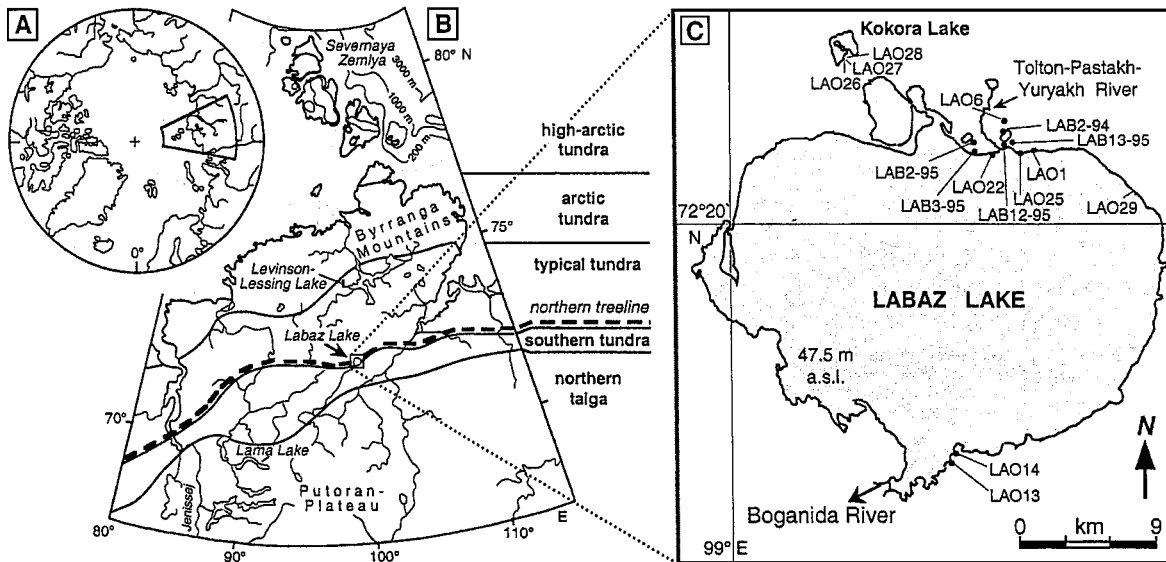 A
0°
B
Severnaya
Zemlya
3000 m
1000 m
200 m
80° N
high-arctic
tundra
arctic
tundra
Byrranga
Mountains
75°
typical tundra
Levinson-
Lessing Lake
northern treeline
Labaz Lake
southern tundra
northern
taiga
70°
Lama Lake
Putoran-
Plateau
Jenissej
80°
90°
100°
110°
E
C
Kokora Lake
LAO28
LAO27
LAO26
Tolton-Pastakh-
Yuryakh River
LAO6
LAB2-94
LAB13-95
LAB2-95
LAO22
LAO1
LAB3-95
LAO25
LAB12-95
LAO29
72°20'
N
LABAZ LAKE
47.5 m
a.s.l.
N
LAO14
LAO13
Boganida River
0 km 9
99° E